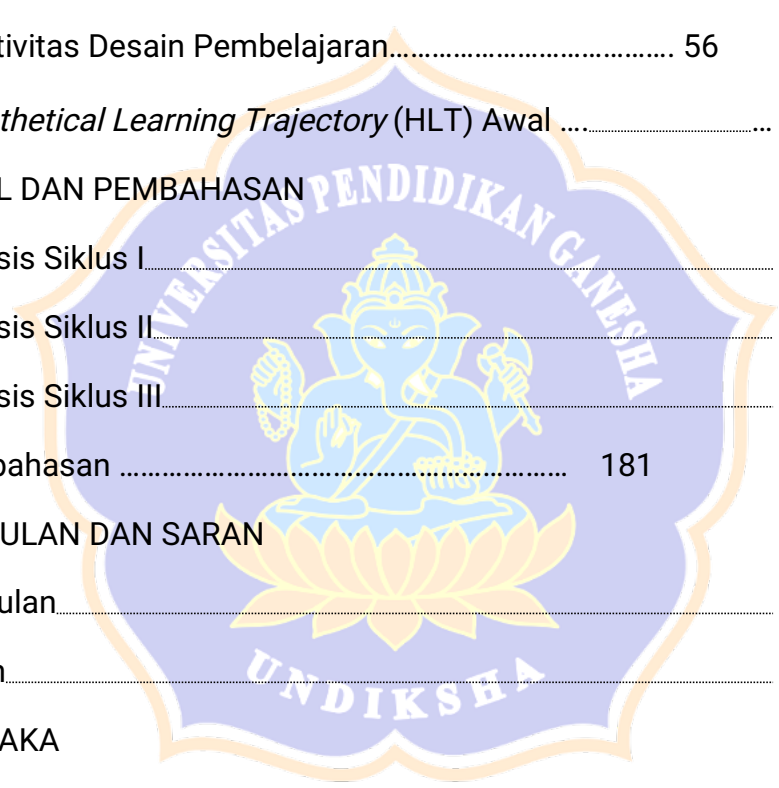 tivitas Desain Pembelajaran…………………………………. 56
thetical Learning Trajectory (HLT) Awal ….......................…
L DAN PEMBAHASAN
UNIVERSITAS PENDIDIKAN GANESHA
sis Siklus I
sis Siklus II
sis Siklus III
bahasan ………………………………………………… 181
ULAN DAN SARAN
ulan
n
UNDIKSHA
AKA